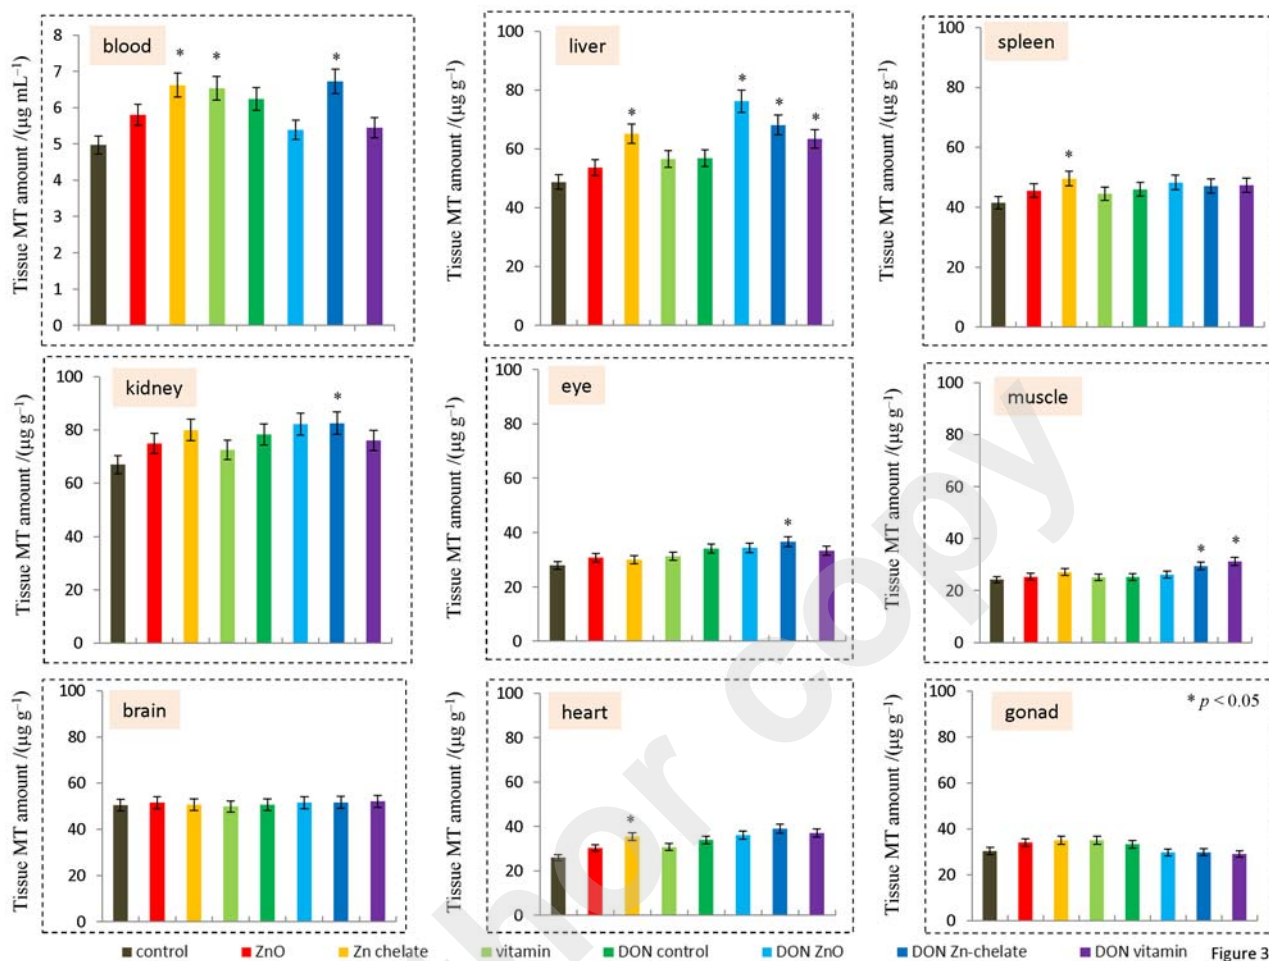 blood
Tissue MT amount /(μg mL⁻¹)
8
7
6
5
4
3
2
1
0
* * *
liver
Tissue MT amount /(μg g⁻¹)
100
80
60
40
20
0
* * * *
spleen
Tissue MT amount /(μg g⁻¹)
100
80
60
40
20
0
*
kidney
Tissue MT amount /(μg g⁻¹)
100
80
60
40
20
0
*
eye
Tissue MT amount /(μg g⁻¹)
100
80
60
40
20
0
*
muscle
Tissue MT amount /(μg g⁻¹)
100
80
60
40
20
0
* *
brain
Tissue MT amount /(μg g⁻¹)
100
80
60
40
20
0
heart
Tissue MT amount /(μg g⁻¹)
100
80
60
40
20
0
*
gonad
* p < 0.05
Tissue MT amount /(μg g⁻¹)
100
80
60
40
20
0
control ZnO Zn chelate vitamin DON control DON ZnO DON Zn-chelate DON vitamin Figure 3
hor copy